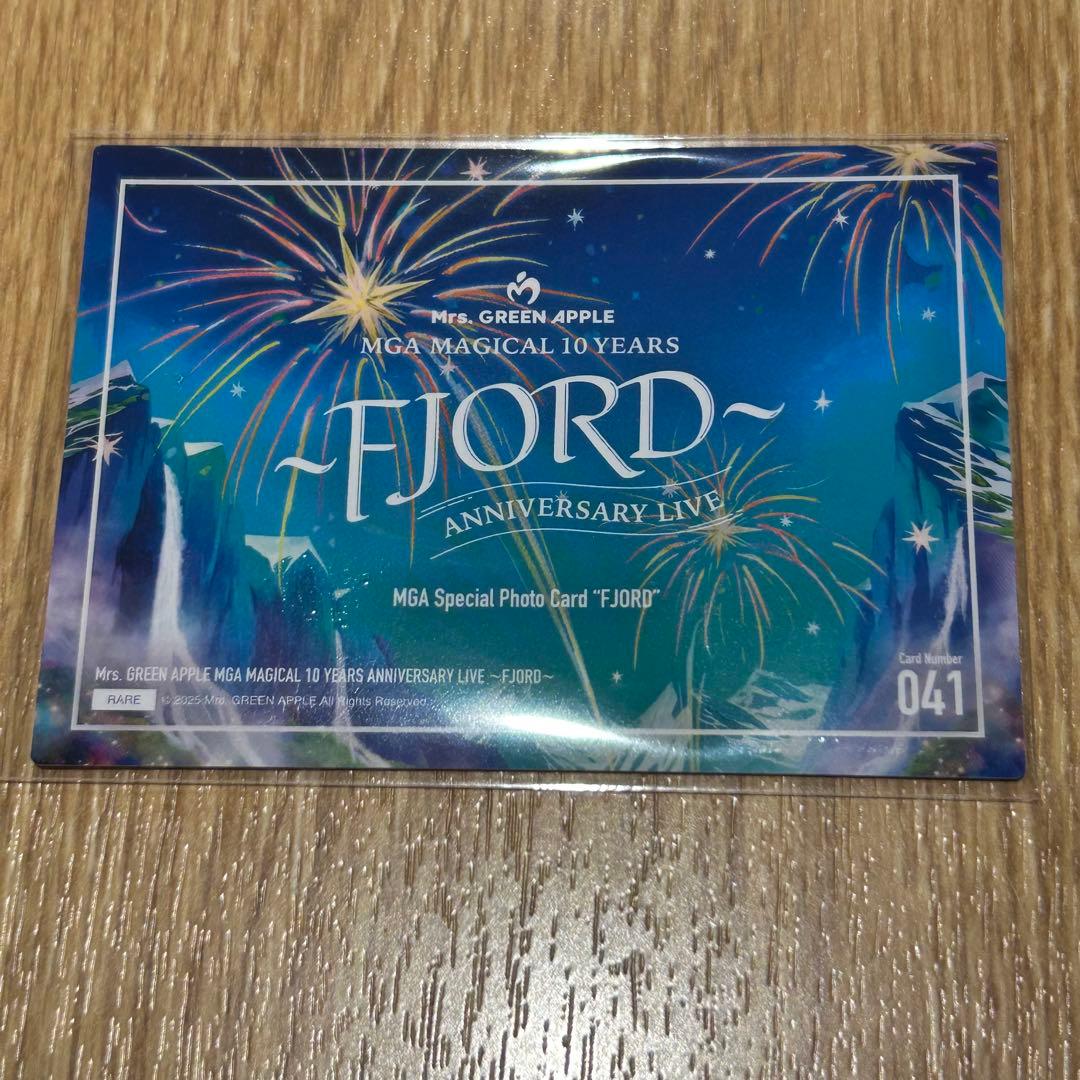 Mrs. GREEN APPLE
MGA MAGICAL 10 YEARS
~FJORD~
ANNIVERSARY LIVE
MGA Special Photo Card “FJORD”
Mrs. GREEN APPLE MGA MAGICAL 10 YEARS ANNIVERSARY LIVE ~FJORD~
RARE © 2025 Mrs. GREEN APPLE All Rights Reserved.
Card Number
041